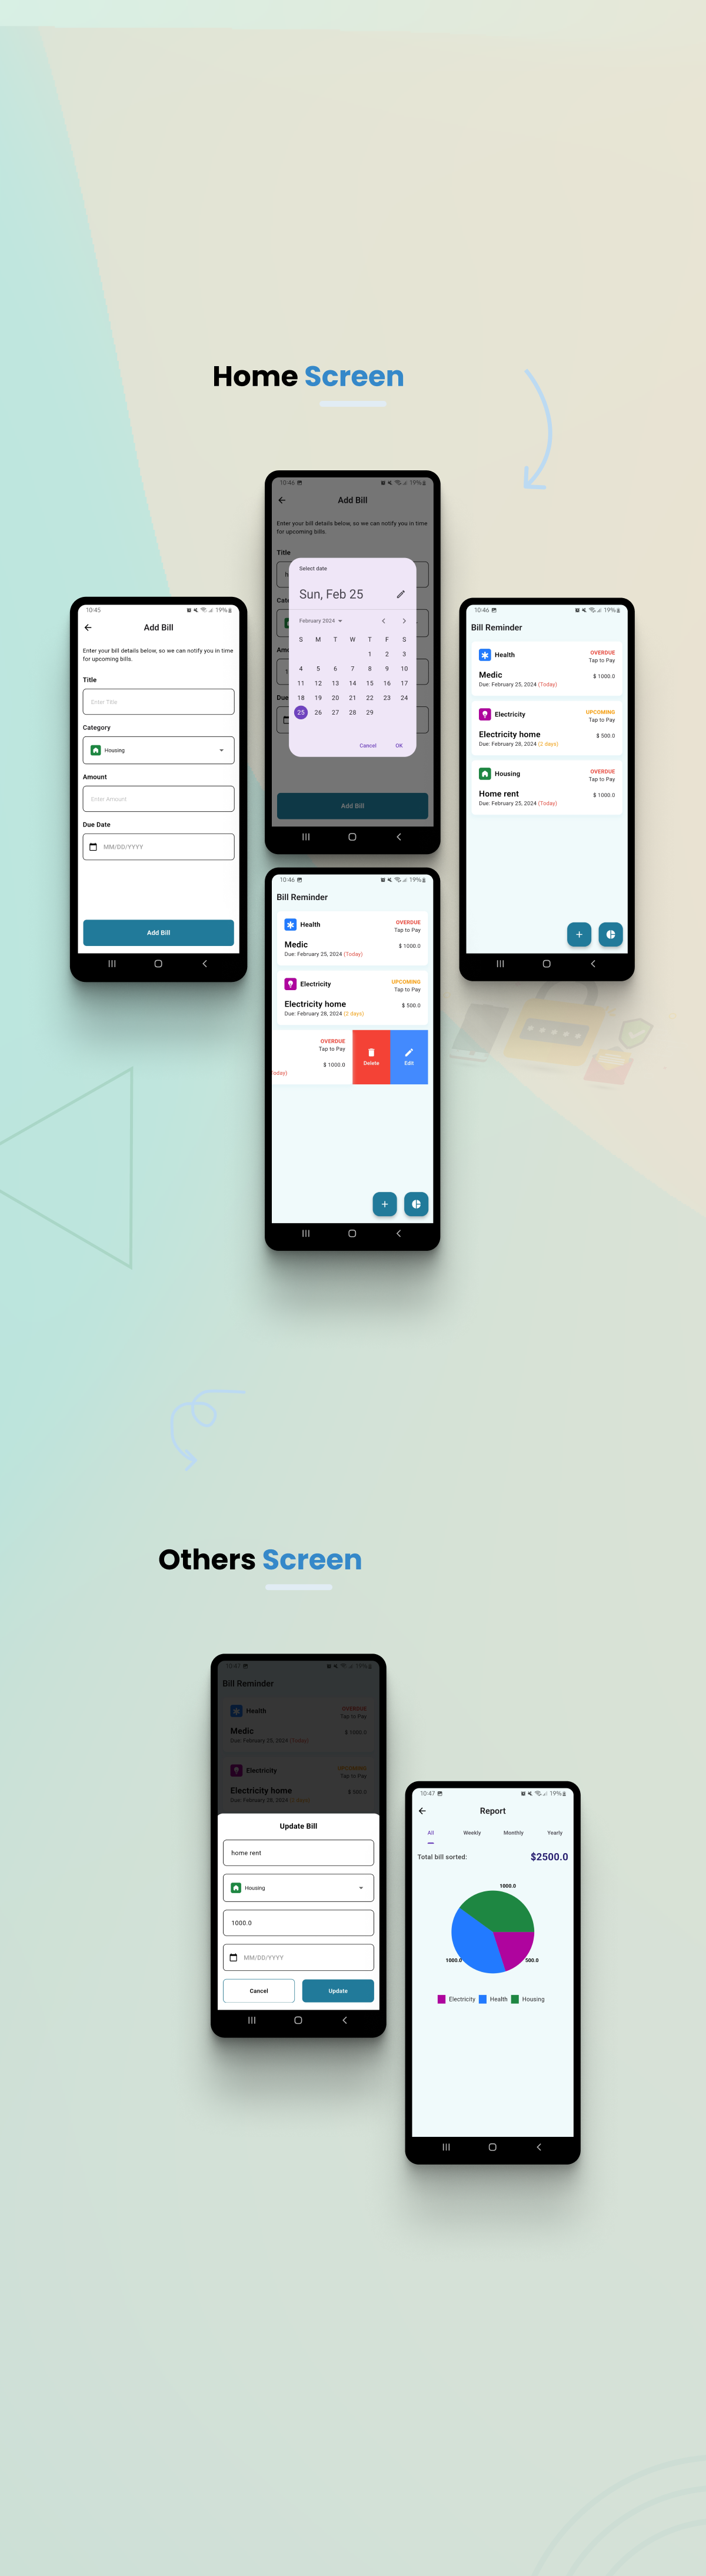 Home Screen
10:45
19%
Add Bill
Enter your bill details below, so we can notify you in time
for upcoming bills.
Title
Enter Title
Category
Housing
Amount
Enter Amount
Due Date
MM/DD/YYYY
Add Bill
10:46
19%
Add Bill
Enter your bill details below, so we can notify you in time
for upcoming bills.
Title
Select date
Sun, Feb 25
February 2024
S M T W T F S
1 2 3
4 5 6 7 8 9 10
11 12 13 14 15 16 17
18 19 20 21 22 23 24
25 26 27 28 29
Cancel OK
Add Bill
10:46
19%
Bill Reminder
Health OVERDUE
Tap to Pay
Medic $ 1000.0
Due: February 25, 2024 (Today)
Electricity UPCOMING
Tap to Pay
Electricity home $ 500.0
Due: February 28, 2024 (2 days)
Housing OVERDUE
Tap to Pay
Home rent $ 1000.0
Due: February 25, 2024 (Today)
10:46
19%
Bill Reminder
Health OVERDUE
Tap to Pay
Medic $ 1000.0
Due: February 25, 2024 (Today)
Electricity UPCOMING
Tap to Pay
Electricity home $ 500.0
Due: February 28, 2024 (2 days)
OVERDUE
Tap to Pay
$ 1000.0
oday)
Delete Edit
Others Screen
10:47
19%
Bill Reminder
Health OVERDUE
Tap to Pay
Medic $ 1000.0
Due: February 25, 2024 (Today)
Electricity UPCOMING
Tap to Pay
Electricity home $ 500.0
Due: February 28, 2024 (2 days)
Update Bill
home rent
Housing
1000.0
MM/DD/YYYY
Cancel Update
10:47
19%
Report
All Weekly Monthly Yearly
Total bill sorted: $2500.0
1000.0
1000.0
500.0
Electricity Health Housing